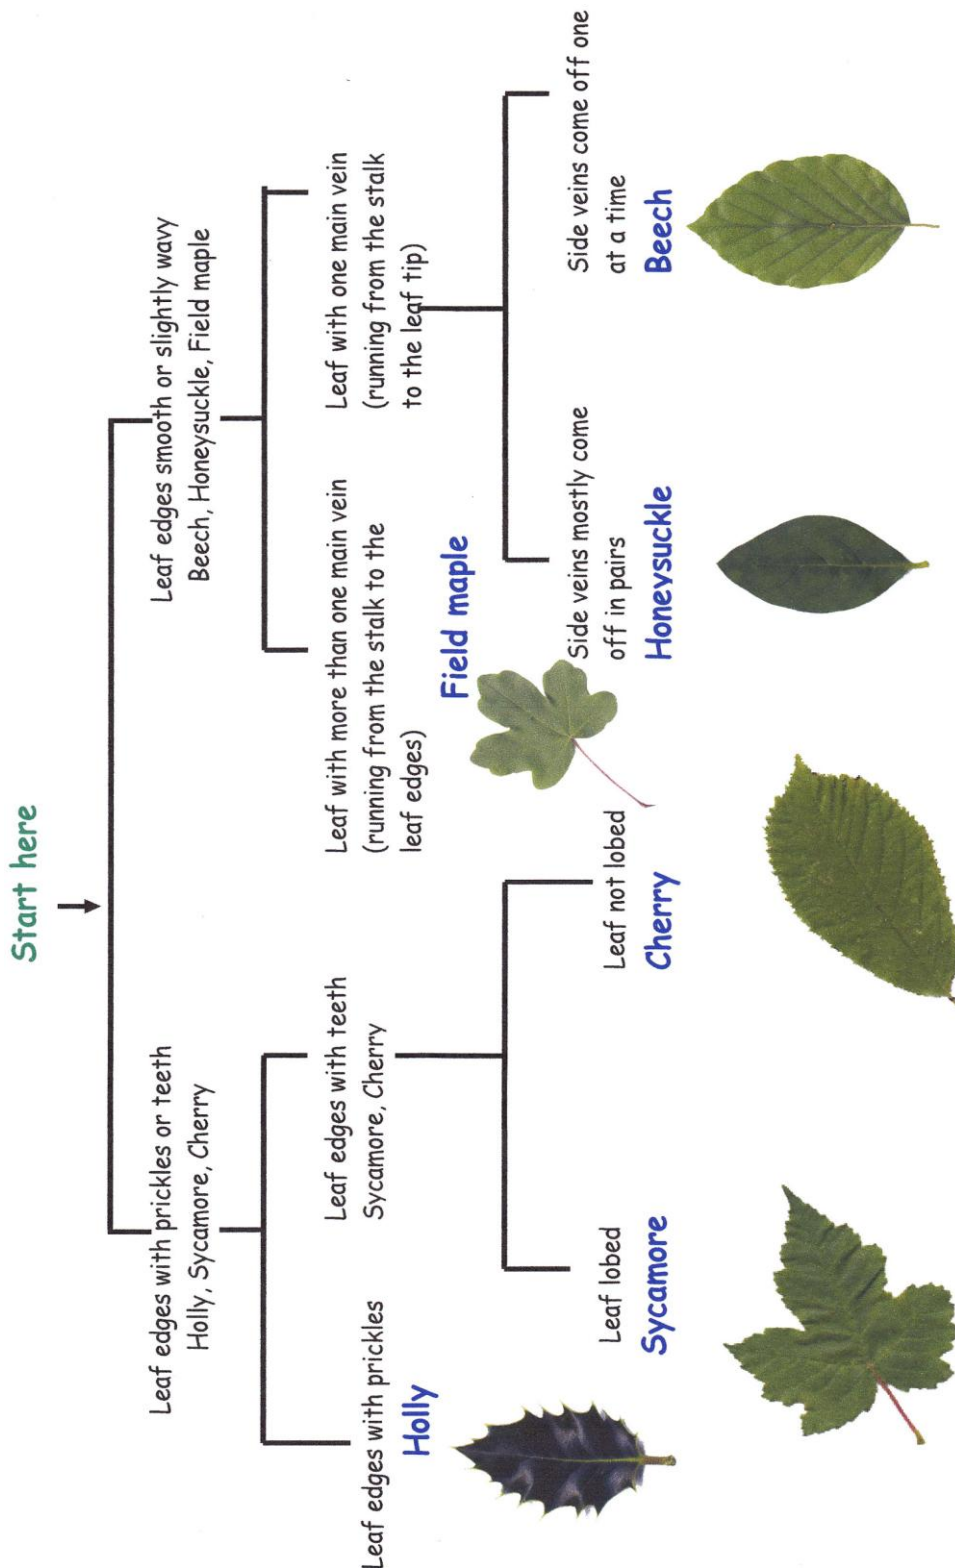 Start here
Leaf edges with prickles or teeth
Holly, Sycamore, Cherry
Leaf edges smooth or slightly wavy
Beech, Honeysuckle, Field maple
Leaf edges with prickles
Holly
Leaf edges with teeth
Sycamore, Cherry
Leaf with more than one main vein
(running from the stalk to the
leaf edges)
Field maple
Leaf with one main vein
(running from the stalk
to the leaf tip)
Leaf lobed
Sycamore
Leaf not lobed
Cherry
Side veins mostly come
off in pairs
Honeysuckle
Side veins come off one
at a time
Beech